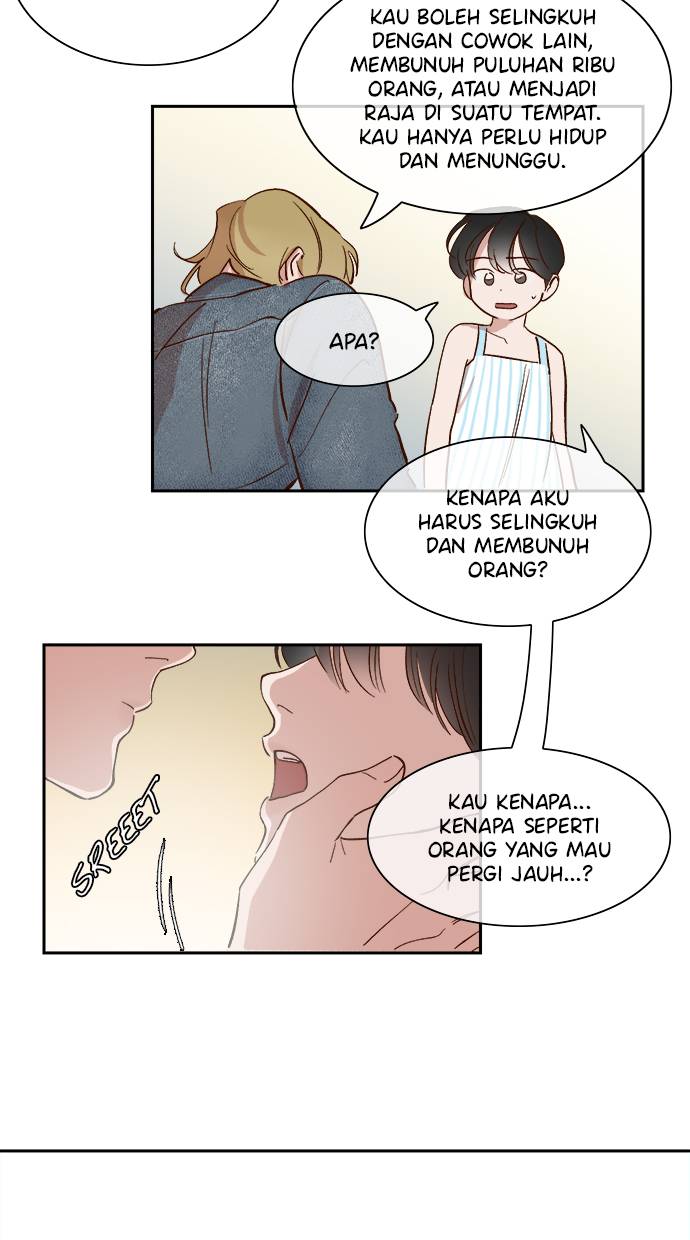 KAU BOLEH SELINGKUH
DENGAN COWOK LAIN,
MEMBUNUH PULUHAN RIBU
ORANG, ATAU MENJADI
RAJA DI SUATU TEMPAT.
KAU HANYA PERLU HIDUP
DAN MENUNGGU.
APA?
KENAPA AKU
HARUS SELINGKUH
DAN MEMBUNUH
ORANG?
SREEET
KAU KENAPA...
KENAPA SEPERTI
ORANG YANG MAU
PERGI JAUH...?